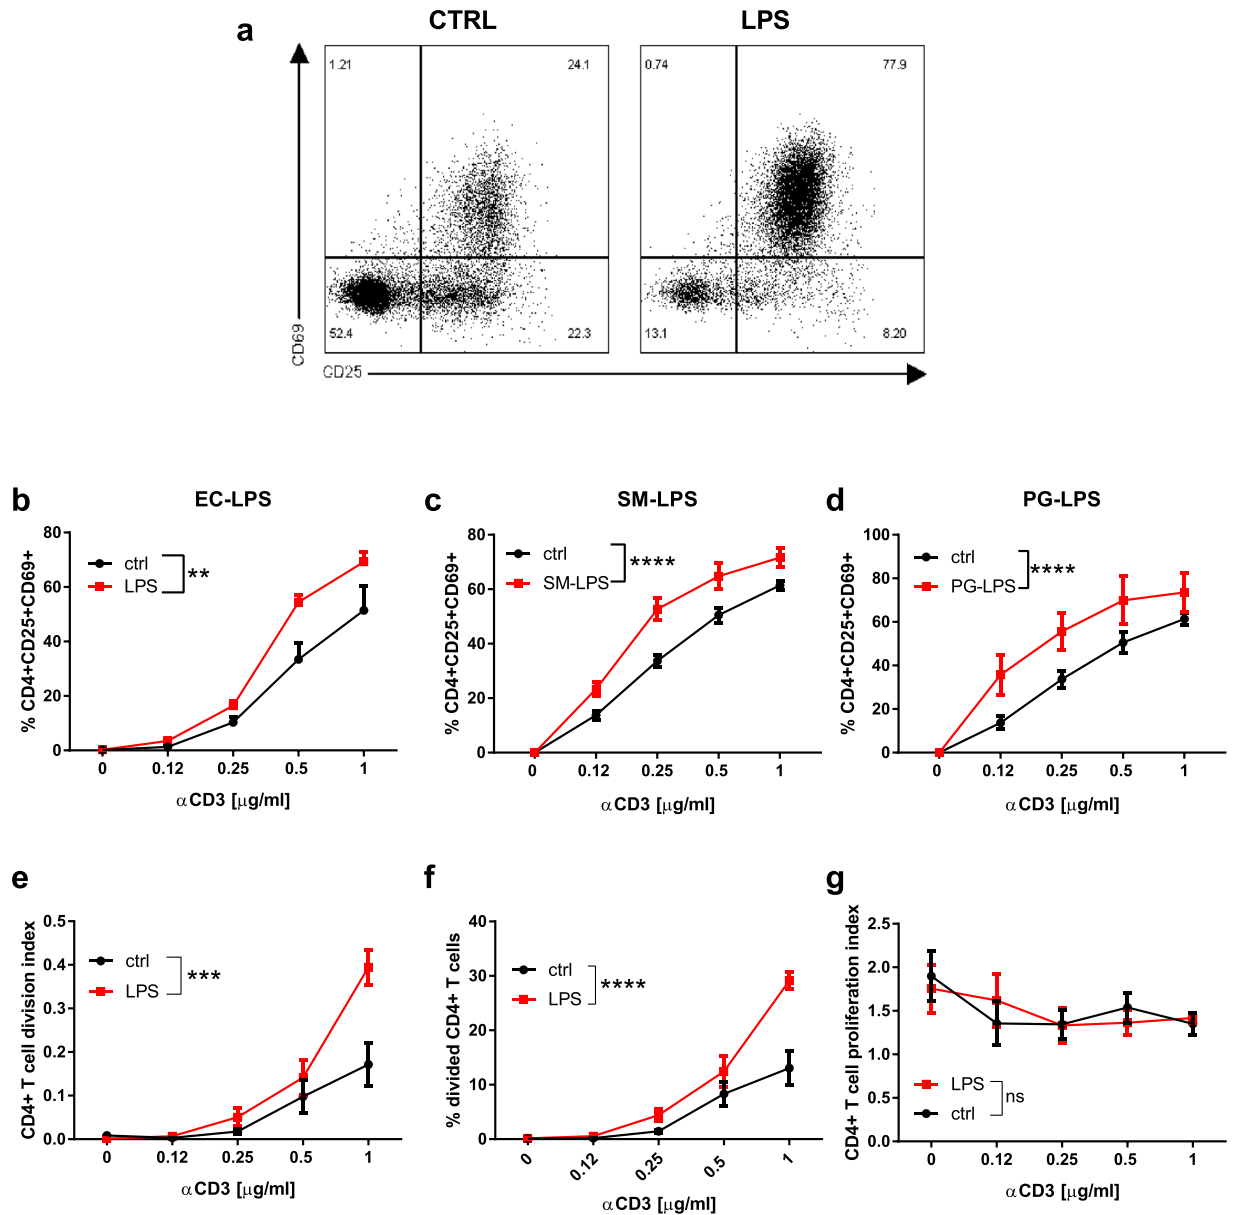 a
CTRL
LPS
1.21
24.1
0.74
77.9
52.4
22.3
13.1
8.20
CD69
CD25
b
EC-LPS
% CD4+CD25+CD69+
80
60
40
20
0
ctrl
LPS
**
0 0.12 0.25 0.5 1
αCD3 [μg/ml]
c
SM-LPS
% CD4+CD25+CD69+
80
60
40
20
0
ctrl
SM-LPS
****
0 0.12 0.25 0.5 1
αCD3 [μg/ml]
d
PG-LPS
% CD4+CD25+CD69+
100
80
60
40
20
0
ctrl
PG-LPS
****
0 0.12 0.25 0.5 1
αCD3 [μg/ml]
e
CD4+ T cell division index
0.5
0.4
0.3
0.2
0.1
0.0
ctrl
LPS
***
0 0.12 0.25 0.5 1
αCD3 [μg/ml]
f
% divided CD4+ T cells
40
30
20
10
0
ctrl
LPS
****
0 0.12 0.25 0.5 1
αCD3 [μg/ml]
g
CD4+ T cell proliferation index
2.5
2.0
1.5
1.0
0.5
0.0
LPS
ctrl
ns
0 0.12 0.25 0.5 1
αCD3 [μg/ml]